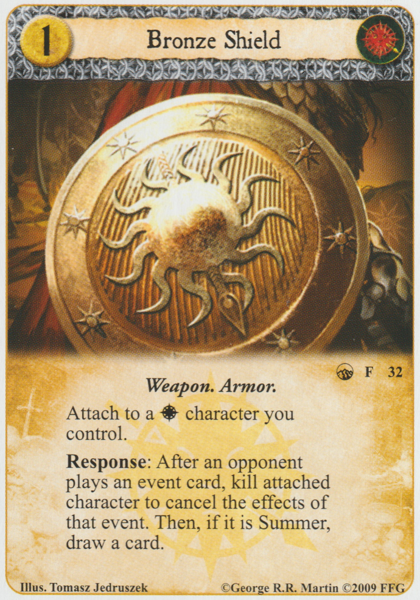 1
Bronze Shield
F 32
Weapon. Armor.
Attach to a character you
control.
Response: After an opponent
plays an event card, kill attached
character to cancel the effects of
that event. Then, if it is Summer,
draw a card.
Illus. Tomasz Jedruszek ©George R.R. Martin ©2009 FFG